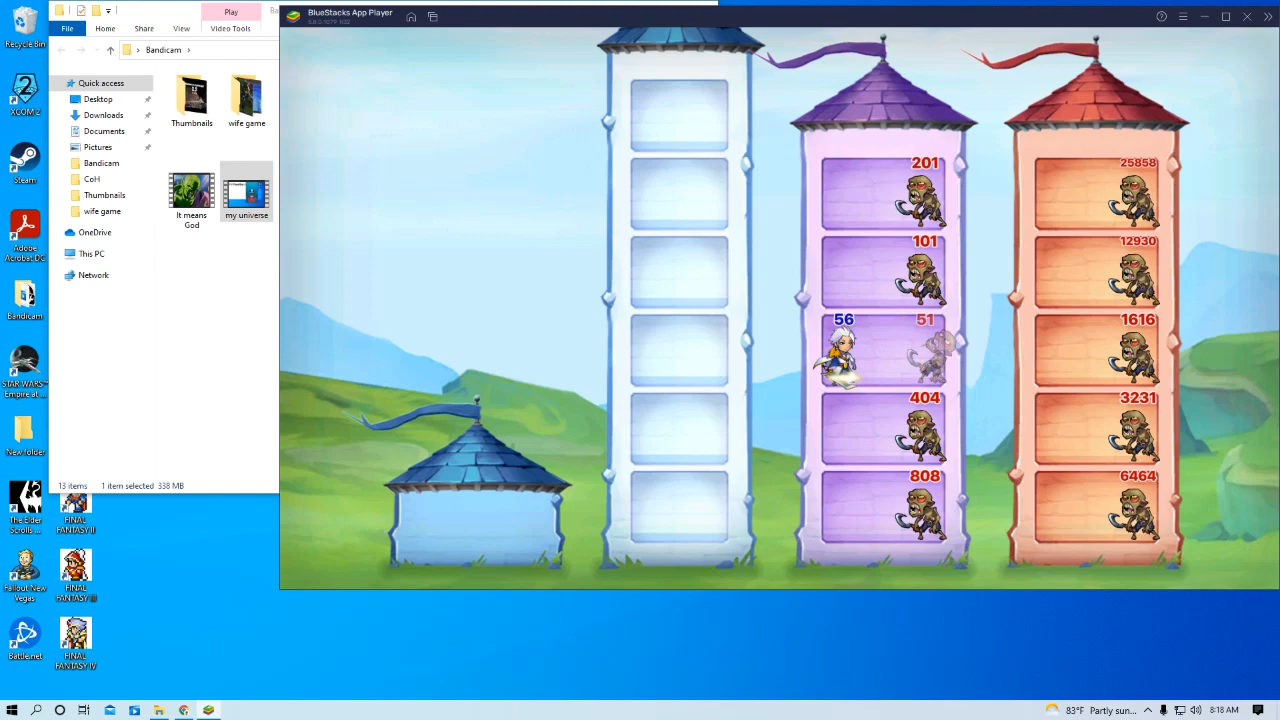 Recycle Bin
XCOM 2
Steam
Adobe
Acrobat DC
Bandicam
STAR WARS™
Empire at ...
New folder
The Elder
Scrolls ...
Fallout New
Vegas
Battle.net
FINAL
FANTASY II
FINAL
FANTASY III
FINAL
FANTASY IV
Play
Ba
File
Home
Share
View
Video Tools
Bandicam
Quick access
Desktop
Downloads
Documents
Pictures
Bandicam
CoH
Thumbnails
wife game
OneDrive
This PC
Network
Thumbnails
wife game
It means
God
my universe
13 items
1 item selected 338 MB
BlueStacks App Player
201
101
56
51
404
808
25858
12930
1616
3231
6464
83°F Partly sun...
8:18 AM